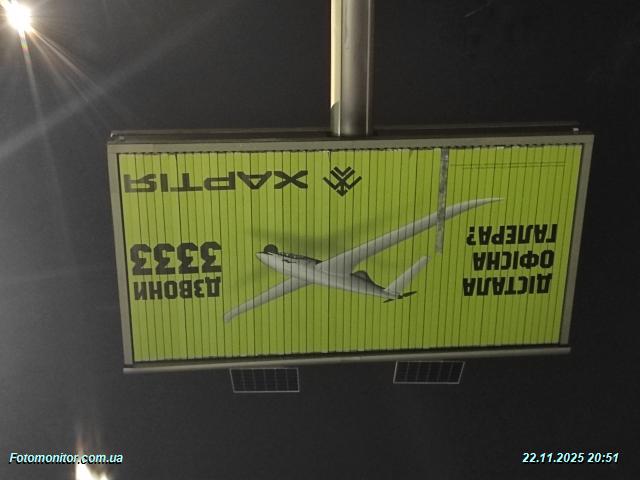 ДІСТАЛА
ОФІСНА
ГАЛЕРА?
ДЗВОНИ
3333
ХАРТІЯ
Fotomonitor.com.ua
22.11.2025 20:51